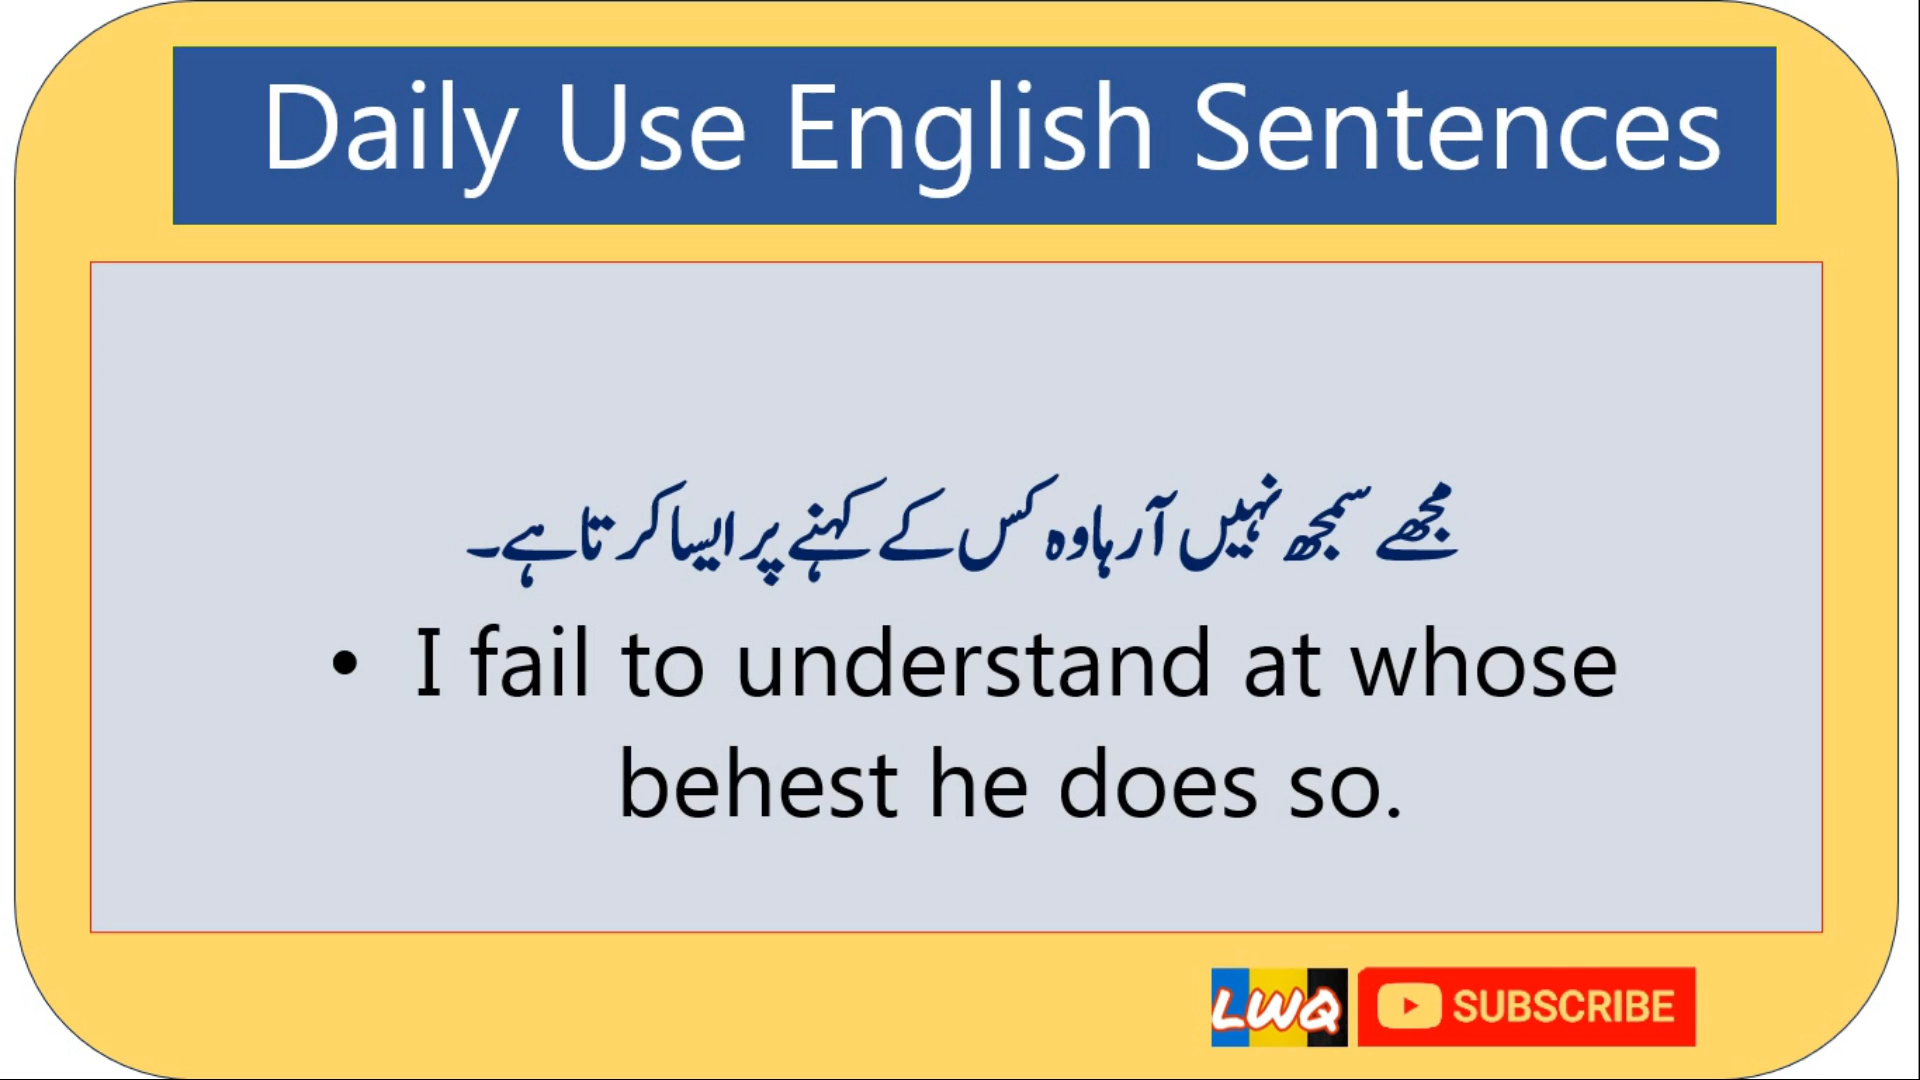 Daily Use English Sentences
مجھے سمجھ نہیں آرہا وہ کس کے کہنے پر ایسا کرتا ہے۔
• I fail to understand at whose
behest he does so.
LWQ
SUBSCRIBE